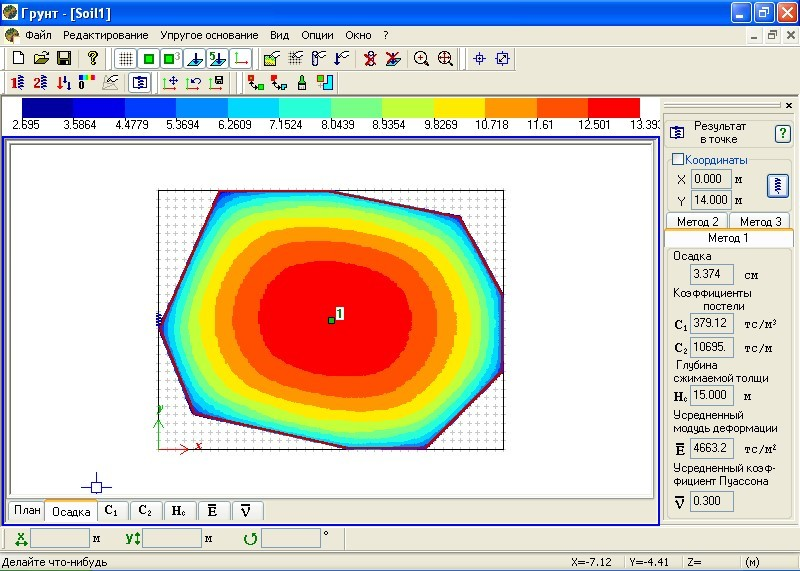 Грунт - [Soil1]
Файл Редактирование Упругое основание Вид Опции Окно ?
2.695 3.5864 4.4779 5.3694 6.2609 7.1524 8.0439 8.9354 9.8269 10.718 11.61 12.501 13.393
Результат
в точке
?
Координаты
X 0.000 м
Y 14.000 м
Метод 2 Метод 3
Метод 1
Осадка
3.374 см
Коэффициенты
постели
C1 379.12 тс/м³
C2 10695. тс/м
Глубина
сжимаемой толщи
Hc 15.000 м
Усредненный
модудь деформации
E 4663.2 тс/м²
Усредненный коэф-
фициент Пуассона
ν 0.300
1
y
x
План Осадка C1 C2 Hc E ν
X м y м °
Делайте что-нибудь X=-7.12 Y=-4.41 Z= (м)